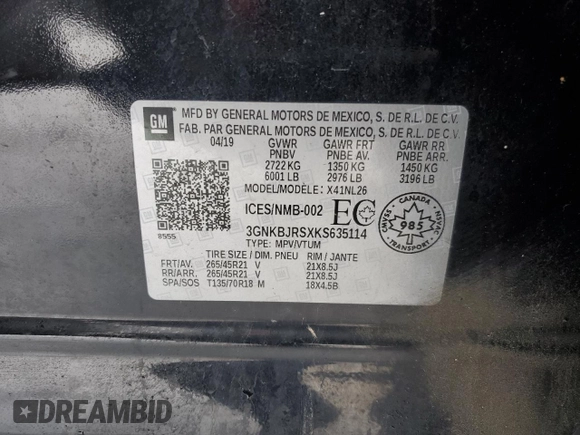 GM
MFD BY GENERAL MOTORS DE MEXICO, S. DE R.L. DE C.V.
FAB. PAR GENERAL MOTORS DE MEXICO, S. DE R.L. DE C.V.
04/19 GVWR GAWR FRT GAWR RR
PNBV PNBE AV. PNBE ARR.
2722 KG 1350 KG 1450 KG
6001 LB 2976 LB 3196 LB
MODEL/MODÈLE: X41NL26
ICES/NMB-002 EC
CANADA
985
CMVSS NSVAC
3GNKBJRSXKS635114
8555 TYPE: MPV/VTUM
TIRE SIZE / DIM. PNEU RIM / JANTE
FRT/AV. 265/45R21 V 21X8.5J
RR/ARR. 265/45R21 V 21X8.5J
SPA/SOS T135/70R18 M 18X4.5B
DREAMBID